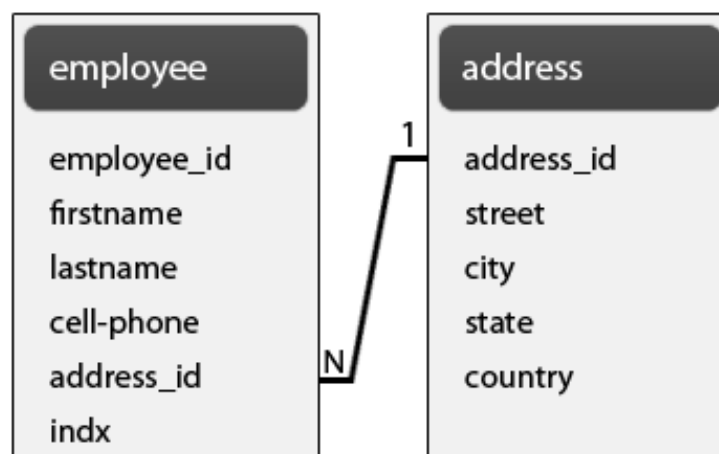 employee
employee_id
firstname
lastname
cell-phone
address_id
indx
N
1
address
address_id
street
city
state
country